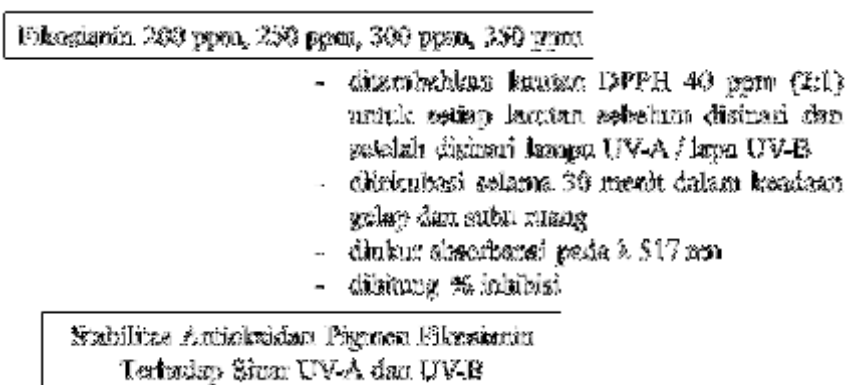 Fikosianin 200 ppm, 250 ppm, 300 ppm, 350 ppm
- ditambahkan larutan DPPH 40 ppm (2:1)
untuk setiap larutan sebelum disinari dan
setelah disinari lampu UV-A / lapu UV-B
- diinkubasi selama 30 menit dalam keadaan
gelap dan suhu ruang
- diukur absorbansi pada λ 517 nm
- dihitung % inhibisi
Stabilitas Antioksidan Pigmen Fikosianin
Terhadap Sinar UV-A dan UV-B